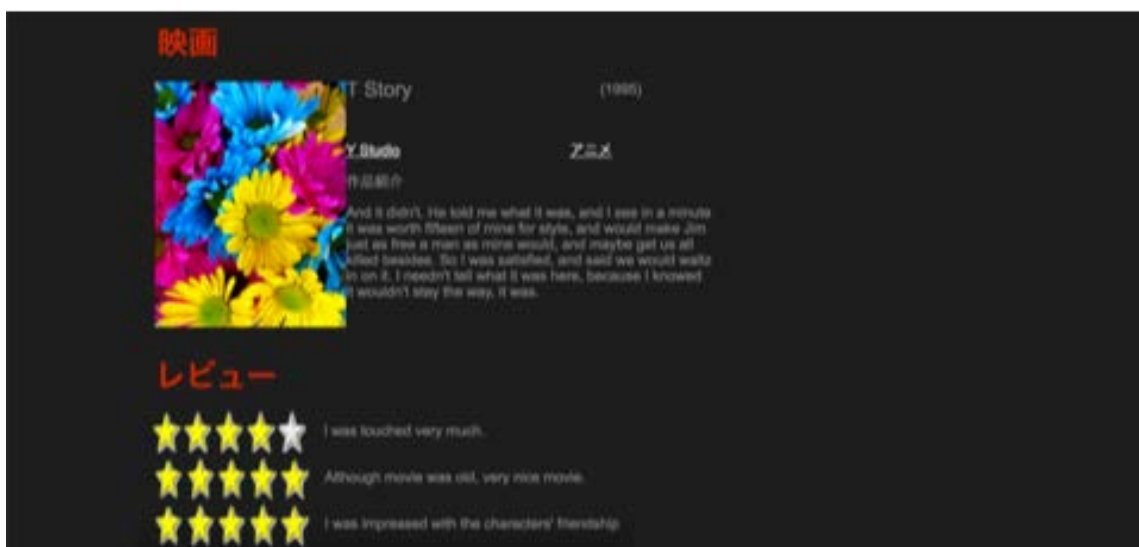 映画
T Story (1995)
Y Studio アニメ
作品紹介
And it didn't. He told me what it was, and I see in a minute
it was worth fifteen of mine for style, and would make Jim
just as free a man as mine would, and maybe get us all
killed besides. So I was satisfied, and said we would waltz
in on it. I needn't tell what it was here, because I knowed
it wouldn't stay the way, it was.
レビュー
I was touched very much.
Although movie was old, very nice movie.
I was impressed with the characters' friendship